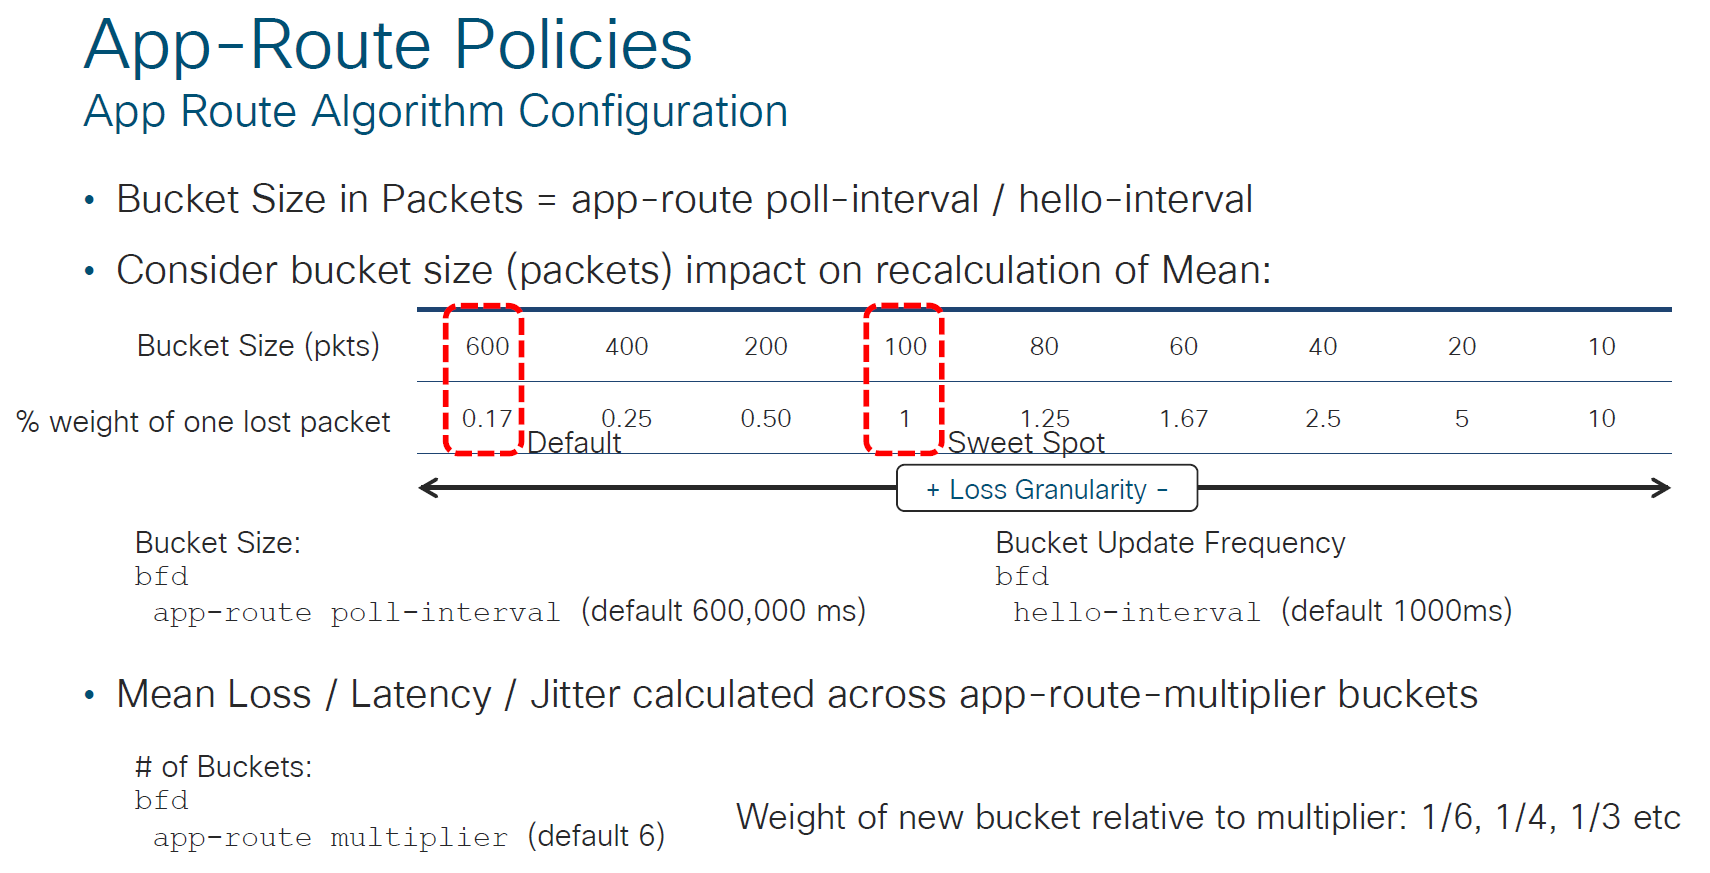 App-Route Policies
App Route Algorithm Configuration
• Bucket Size in Packets = app-route poll-interval / hello-interval
• Consider bucket size (packets) impact on recalculation of Mean:
Bucket Size (pkts) 600 400 200 100 80 60 40 20 10
% weight of one lost packet 0.17 0.25 0.50 1 1.25 1.67 2.5 5 10
Default Sweet Spot
+ Loss Granularity -
Bucket Size:
bfd
app-route poll-interval (default 600,000 ms)
Bucket Update Frequency
bfd
hello-interval (default 1000ms)
• Mean Loss / Latency / Jitter calculated across app-route-multiplier buckets
# of Buckets:
bfd
app-route multiplier (default 6)
Weight of new bucket relative to multiplier: 1/6, 1/4, 1/3 etc